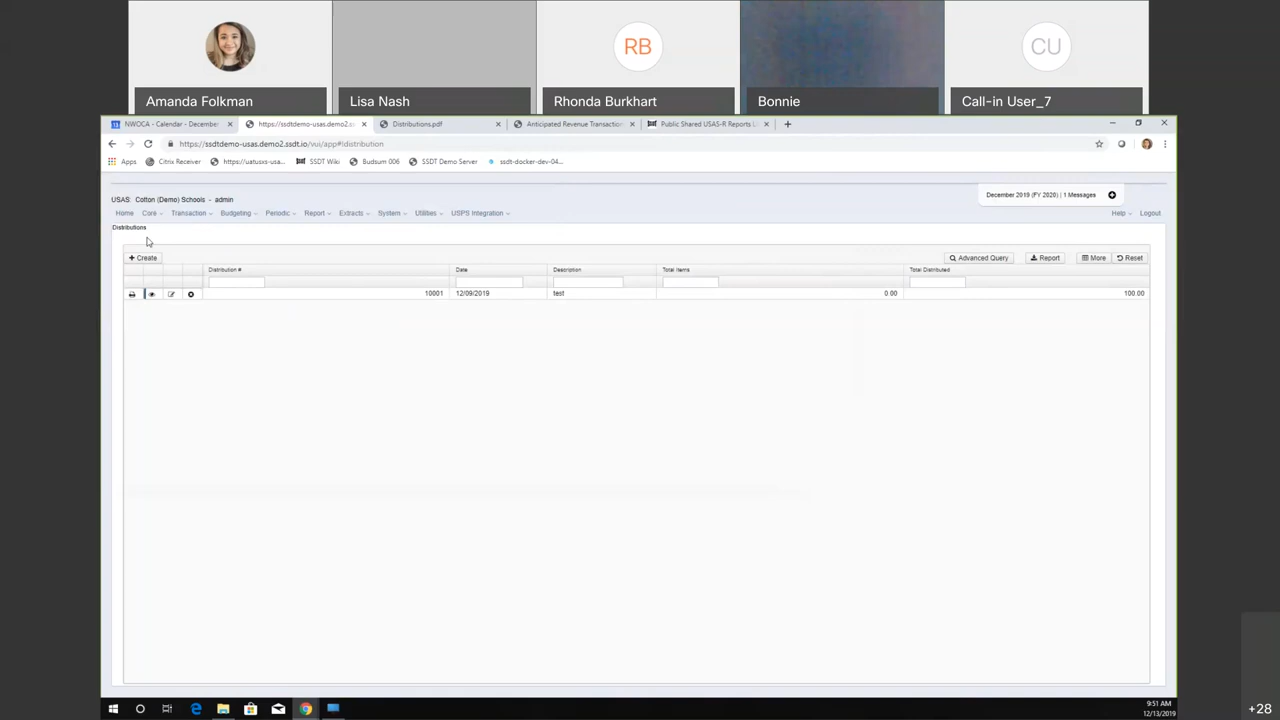 RB
CU
Amanda Folkman
Lisa Nash
Rhonda Burkhart
Bonnie
Call-in User_7
NWOCA - Calendar - Decembe
https://ssdtdemo-usas.demo2.s
Distributions.pdf
Anticipated Revenue Transaction
Public Shared USAS-R Reports L
https://ssdtdemo-usas.demo2.ssdt.io/vui/app#!distribution
Apps
Citrix Receiver
https://uatusxs-usa...
SSDT Wiki
Budsum 006
SSDT Demo Server
ssdt-docker-dev-04...
USAS: Cotton (Demo) Schools - admin
December 2019 (FY 2020) | 1 Messages
Home Core Transaction Budgeting Periodic Report Extracts System Utilities USPS Integration Help Logout
Distributions
Create Advanced Query Report More Reset
Distribution # Date Description Total Items Total Distributed
10001 12/09/2019 test 0.00 100.00
9:51 AM
12/13/2019
+28